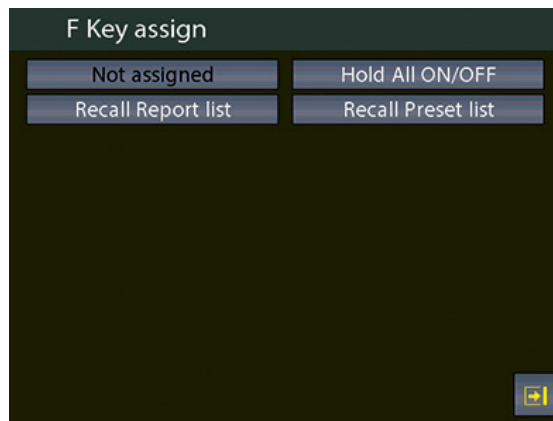 F Key assign
Not assigned
Hold All ON/OFF
Recall Report list
Recall Preset list